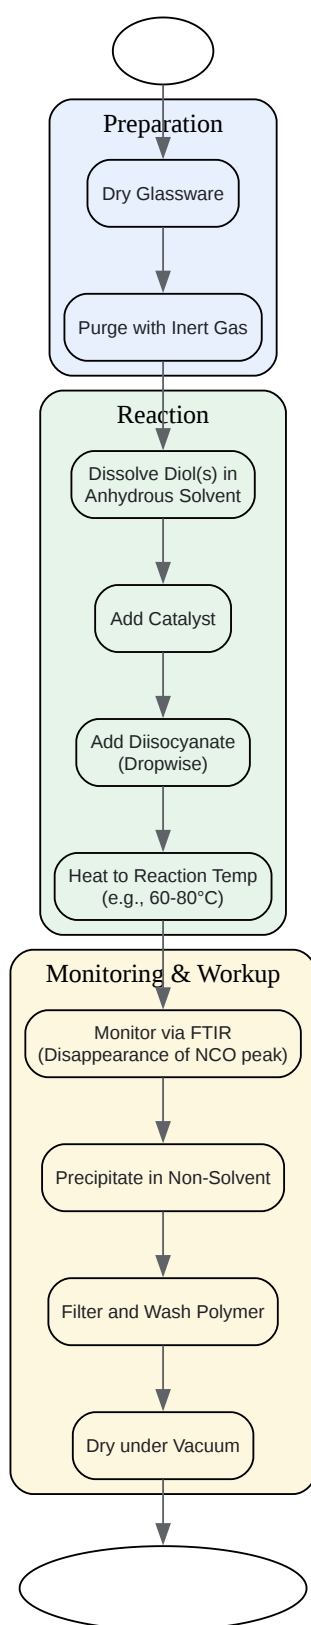 Preparation
Dry Glassware
Purge with Inert Gas
Reaction
Dissolve Diol(s) in
Anhydrous Solvent
Add Catalyst
Add Diisocyanate
(Dropwise)
Heat to Reaction Temp
(e.g., 60-80°C)
Monitoring & Workup
Monitor via FTIR
(Disappearance of NCO peak)
Precipitate in Non-Solvent
Filter and Wash Polymer
Dry under Vacuum